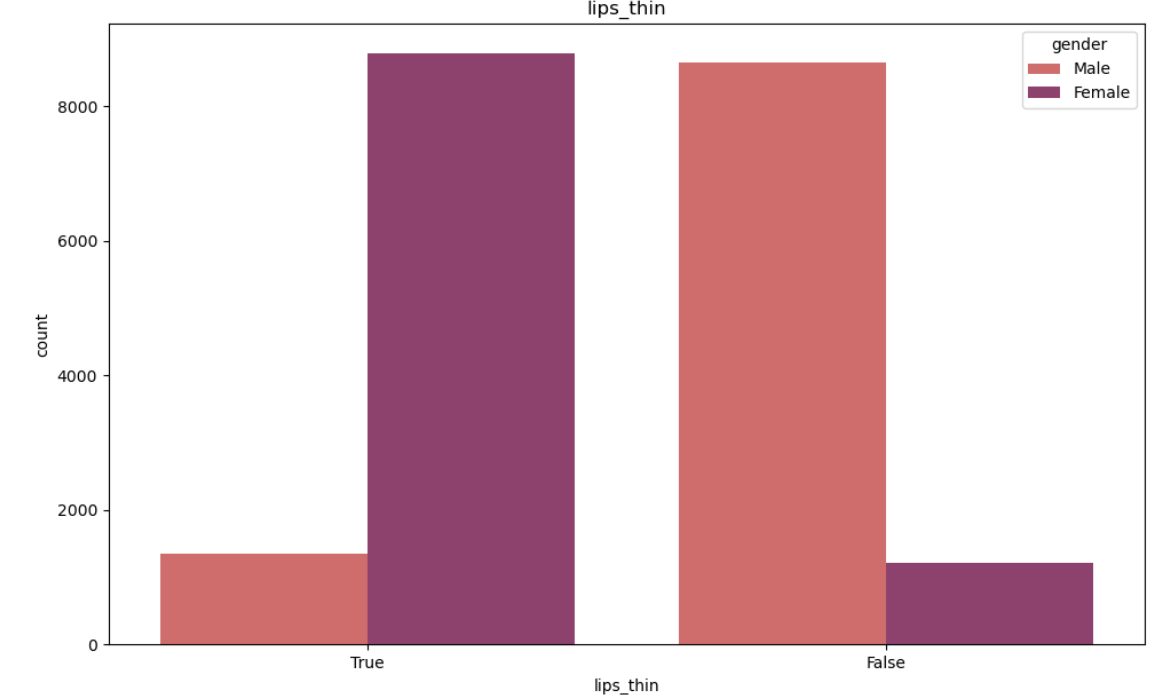 lips_thin
gender
Male
Female
8000
6000
4000
2000
0
count
True
False
lips_thin